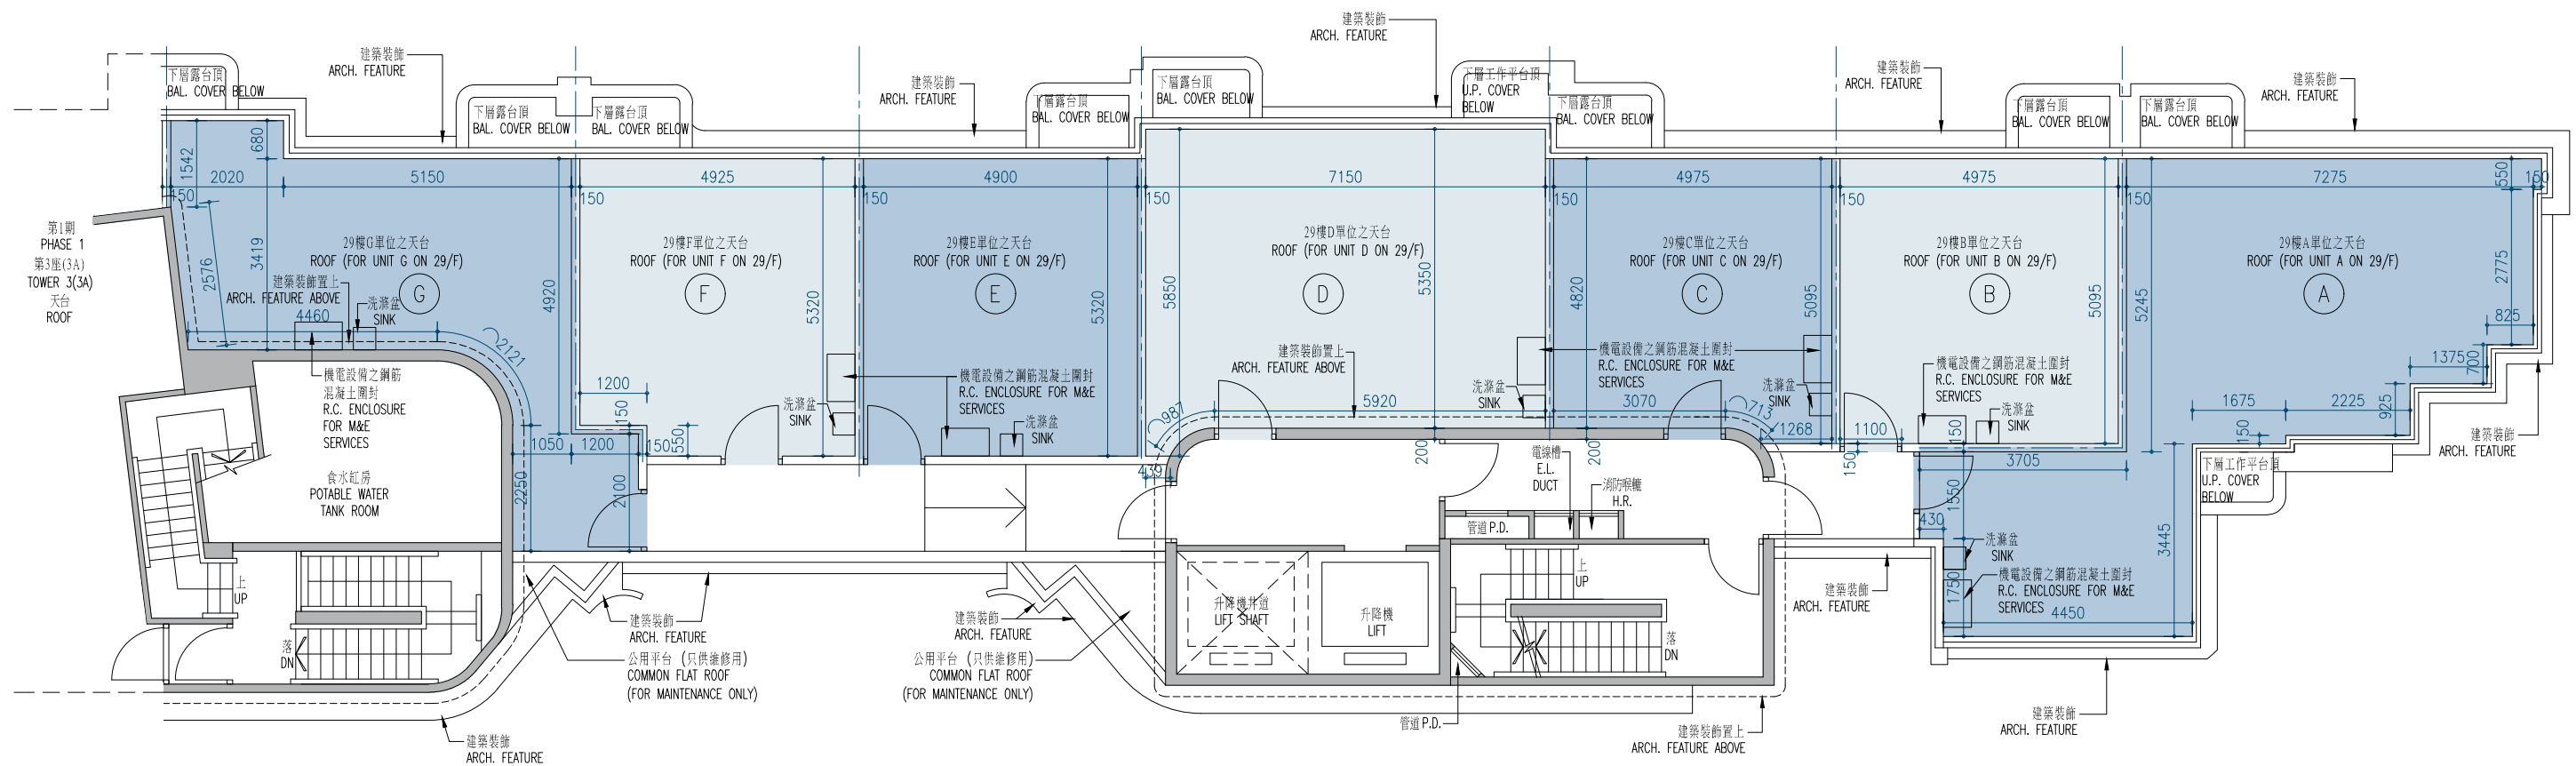 建築裝飾
ARCH. FEATURE
建築裝飾
ARCH. FEATURE
建築裝飾
ARCH. FEATURE
建築裝飾
ARCH. FEATURE
建築裝飾
ARCH. FEATURE
下層露台頂
BAL. COVER BELOW
下層露台頂
BAL. COVER BELOW
下層露台頂
BAL. COVER BELOW
下層露台頂
BAL. COVER BELOW
下層露台頂
BAL. COVER BELOW
下層工作平台頂
U.P. COVER
BELOW
下層露台頂
BAL. COVER BELOW
下層露台頂
BAL. COVER BELOW
下層露台頂
BAL. COVER BELOW
680
1542
2020
5150
4925
4900
7150
4975
4975
7275
550
150
150
150
150
150
150
150
150
第1期
PHASE 1
第3座(3A)
TOWER 3(3A)
天台
ROOF
2576
3419
29樓G單位之天台
ROOF (FOR UNIT G ON 29/F)
G
建築裝飾置上
ARCH. FEATURE ABOVE
洗滌盆
SINK
4460
2121
4920
29樓F單位之天台
ROOF (FOR UNIT F ON 29/F)
F
5320
29樓E單位之天台
ROOF (FOR UNIT E ON 29/F)
E
5320
5850
29樓D單位之天台
ROOF (FOR UNIT D ON 29/F)
D
5350
4820
29樓C單位之天台
ROOF (FOR UNIT C ON 29/F)
C
5095
29樓B單位之天台
ROOF (FOR UNIT B ON 29/F)
B
5095
5245
29樓A單位之天台
ROOF (FOR UNIT A ON 29/F)
A
2775
825
1375
700
925
2225
1675
150
機電設備之鋼筋
混凝土圍封
R.C. ENCLOSURE
FOR M&E
SERVICES
1200
150
550
洗滌盆
SINK
機電設備之鋼筋混凝土圍封
R.C. ENCLOSURE FOR M&E
SERVICES
洗滌盆
SINK
建築裝飾置上
ARCH. FEATURE ABOVE
987
5920
洗滌盆
SINK
機電設備之鋼筋混凝土圍封
R.C. ENCLOSURE FOR M&E
SERVICES
3070
713
洗滌盆
SINK
1268
機電設備之鋼筋混凝土圍封
R.C. ENCLOSURE FOR M&E
SERVICES
洗滌盆
SINK
1100
150
150
3705
建築裝飾
ARCH. FEATURE
下層工作平台頂
U.P. COVER
BELOW
1050
1200
150
2250
2100
439
200
200
電線槽
E.L.
DUCT
消防喉轆
H.R.
管道 P.D.
食水缸房
POTABLE WATER
TANK ROOM
1550
430
洗滌盆
SINK
機電設備之鋼筋混凝土圍封
R.C. ENCLOSURE FOR M&E
SERVICES
1750
3445
4450
上
UP
落
DN
建築裝飾
ARCH. FEATURE
公用平台 (只供維修用)
COMMON FLAT ROOF
(FOR MAINTENANCE ONLY)
建築裝飾
ARCH. FEATURE
公用平台 (只供維修用)
COMMON FLAT ROOF
(FOR MAINTENANCE ONLY)
升降機井道
LIFT SHAFT
升降機
LIFT
上
UP
落
DN
建築裝飾
ARCH. FEATURE
建築裝飾
ARCH. FEATURE
管道 P.D.
建築裝飾置上
ARCH. FEATURE ABOVE
建築裝飾
ARCH. FEATURE